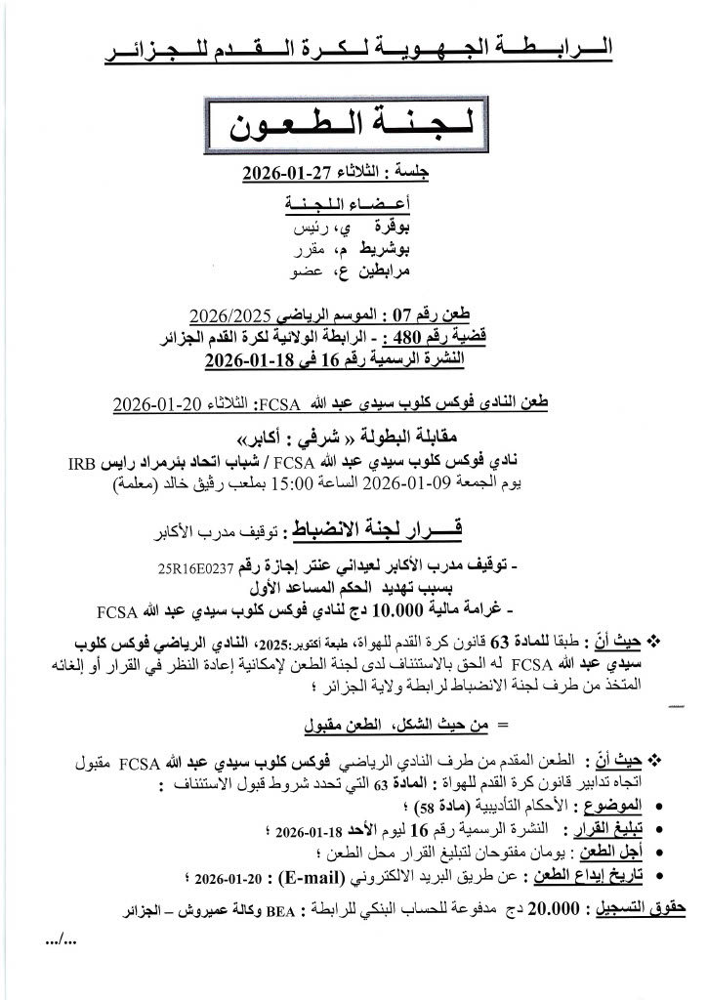 الـرابـطـة الجـهـويـة لـكـرة الـقـدم للـجـزائـر
لـجـنـة الـطـعـون
جلسة : الثلاثاء 27-01-2026
أعـضـاء اللـجـنـة
بوقرة ي، رئيس
بوشريط م، مقرر
مرابطين ع، عضو
طعن رقم 07 : الموسم الرياضي 2026/2025
قضية رقم 480 : - الرابطة الولائية لكرة القدم الجزائر
النشرة الرسمية رقم 16 في 18-01-2026
طعن النادي فوكس كلوب سيدي عبد الله FCSA: الثلاثاء 20-01-2026
مقابلة البطولة « شرفي : أكابر»
نادي فوكس كلوب سيدي عبد الله FCSA / شباب اتحاد بئرمراد رايس IRB
يوم الجمعة 09-01-2026 الساعة 15:00 بملعب رڨيق خالد (معلمة)
قـــرار لجنة الانضباط : توقيف مدرب الأكابر
- توقيف مدرب الأكابر لعيداني عنتر إجازة رقم 25R16E0237
بسبب تهديد الحكم المساعد الأول
- غرامة مالية 10.000 دج لنادي فوكس كلوب سيدي عبد الله FCSA
❖ حيث أنّ : طبقا للمادة 63 قانون كرة القدم للهواة، طبعة أكتوبر:2025، النادي الرياضي فوكس كلوب
سيدي عبد الله FCSA له الحق بالاستئناف لدى لجنة الطعن لإمكانية إعادة النظر في القرار أو إلغائه
المتخذ من طرف لجنة الانضباط لرابطة ولاية الجزائر ؛
= من حيث الشكل، الطعن مقبول
❖ حيث أنّ : الطعن المقدم من طرف النادي الرياضي فوكس كلوب سيدي عبد الله FCSA مقبول
اتجاه تدابير قانون كرة القدم للهواة : المادة 63 التي تحدد شروط قبول الاستئناف :
• الموضوع : الأحكام التأديبية (مادة 58) ؛
• تبليغ القرار : النشرة الرسمية رقم 16 ليوم الأحد 18-01-2026 ؛
• أجل الطعن : يومان مفتوحان لتبليغ القرار محل الطعن ؛
• تاريخ إيداع الطعن : عن طريق البريد الالكتروني (E-mail) : 20-01-2026 ؛
حقوق التسجيل : 20.000 دج مدفوعة للحساب البنكي للرابطة : BEA وكالة عميروش – الجزائر
.../...